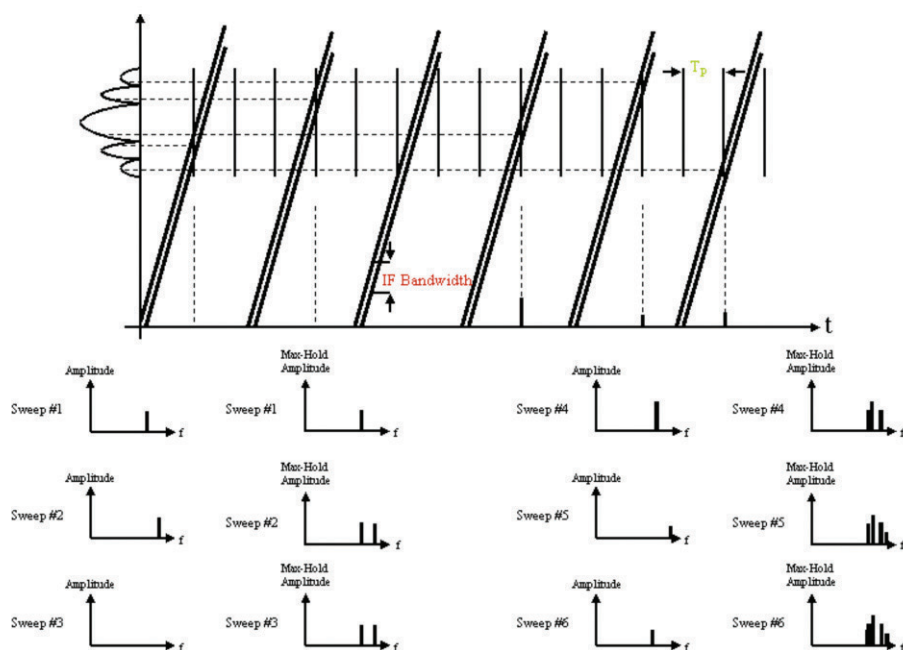 Tp
IF Bandwidth
t
Amplitude
Sweep #1
f
Max-Hold
Amplitude
Sweep #1
f
Amplitude
Sweep #4
f
Max-Hold
Amplitude
Sweep #4
f
Amplitude
Sweep #2
f
Max-Hold
Amplitude
Sweep #2
f
Amplitude
Sweep #5
f
Max-Hold
Amplitude
Sweep #5
f
Amplitude
Sweep #3
f
Max-Hold
Amplitude
Sweep #3
f
Amplitude
Sweep #6
f
Max-Hold
Amplitude
Sweep #6
f